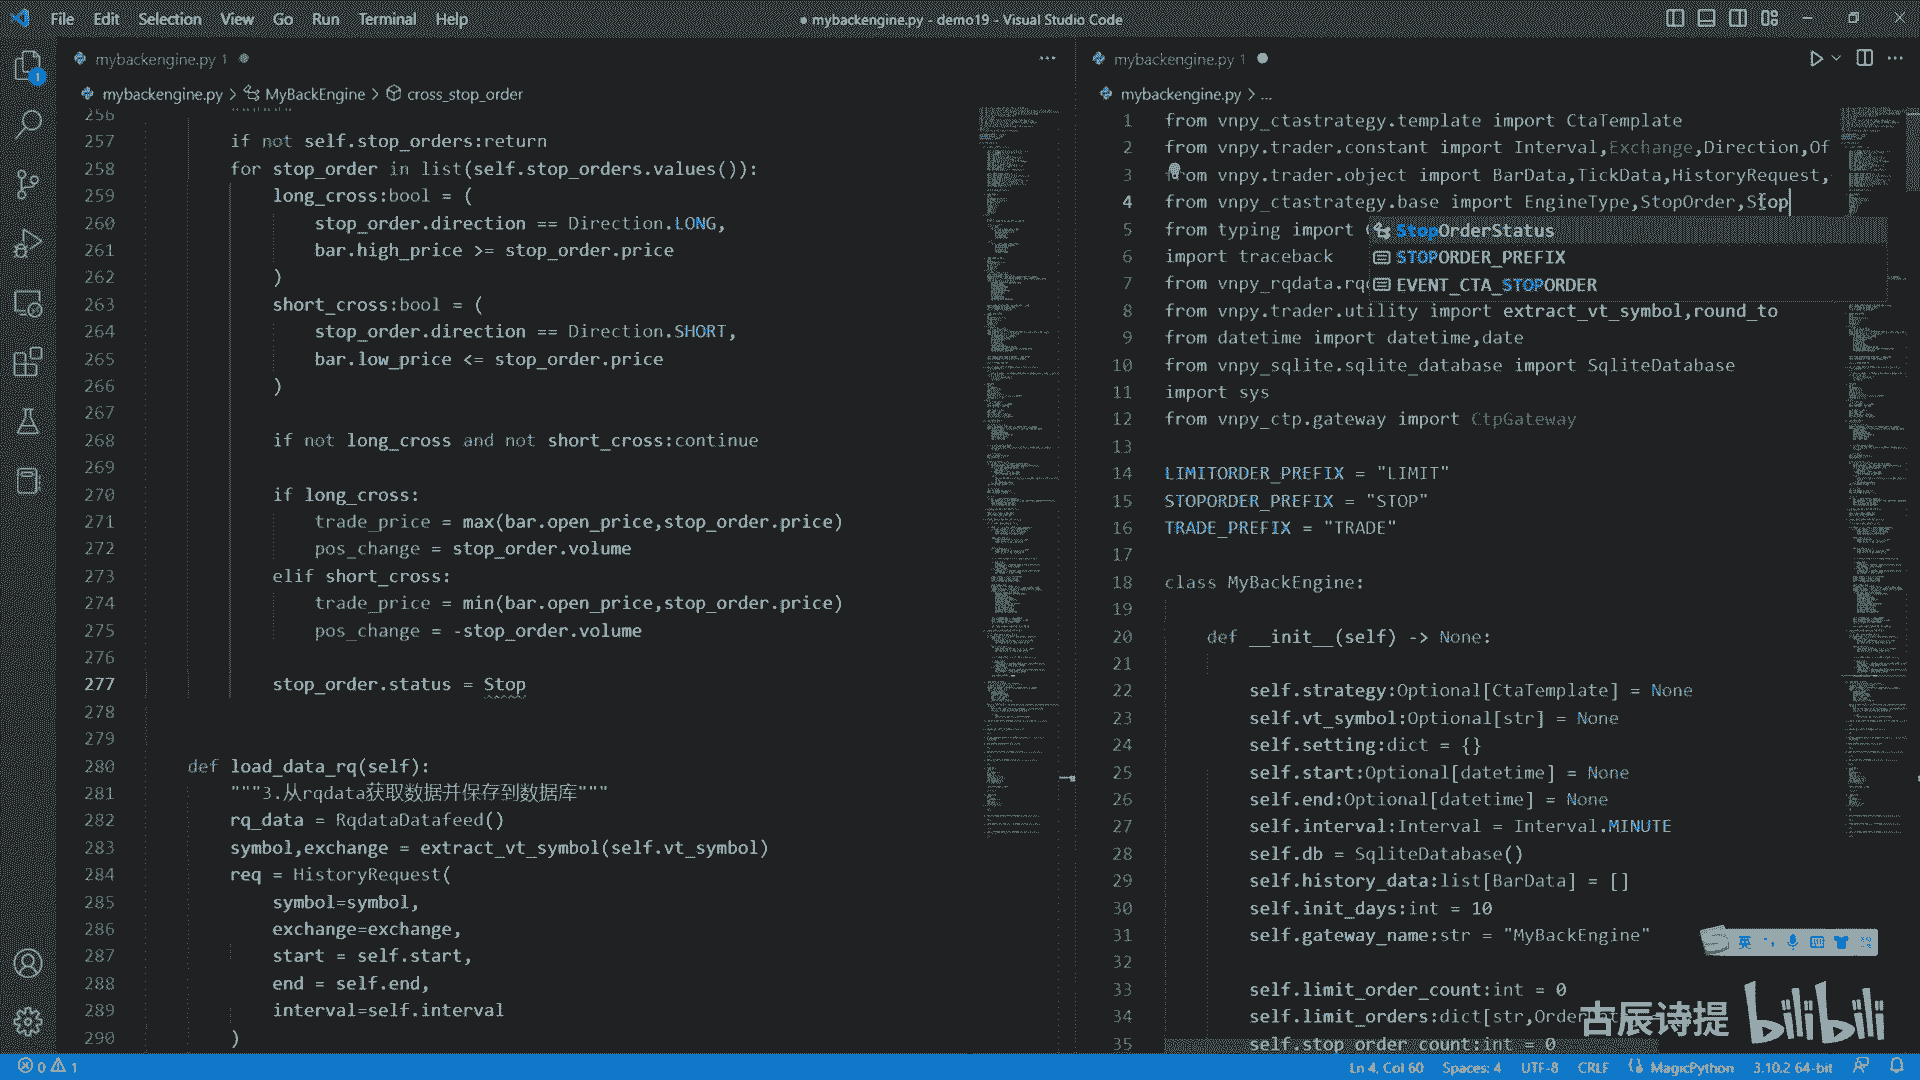 File Edit Selection View Go Run Terminal Help
● mybackengine.py - demo19 - Visual Studio Code
mybackengine.py 1
mybackengine.py > MyBackEngine > cross_stop_order
256
257 if not self.stop_orders:return
258 for stop_order in list(self.stop_orders.values()):
259 long_cross:bool = (
260 stop_order.direction == Direction.LONG,
261 bar.high_price >= stop_order.price
262 )
263 short_cross:bool = (
264 stop_order.direction == Direction.SHORT,
265 bar.low_price <= stop_order.price
266 )
267
268 if not long_cross and not short_cross:continue
269
270 if long_cross:
271 trade_price = max(bar.open_price,stop_order.price)
272 pos_change = stop_order.volume
273 elif short_cross:
274 trade_price = min(bar.open_price,stop_order.price)
275 pos_change = -stop_order.volume
276
277 stop_order.status = Stop
278
279
280 def load_data_rq(self):
281 """3.从rqdata获取数据并保存到数据库"""
282 rq_data = RqdataDatafeed()
283 symbol,exchange = extract_vt_symbol(self.vt_symbol)
284 req = HistoryRequest(
285 symbol=symbol,
286 exchange=exchange,
287 start = self.start,
288 end = self.end,
289 interval=self.interval
290 )
mybackengine.py 1
mybackengine.py > ...
1 from vnpy_ctastrategy.template import CtaTemplate
2 from vnpy.trader.constant import Interval,Exchange,Direction,Of
3 from vnpy.trader.object import BarData,TickData,HistoryRequest,
4 from vnpy_ctastrategy.base import EngineType,StopOrder,Stop
5 from typing import
StopOrderStatus
6 import traceback
STOPORDER_PREFIX
7 from vnpy_rqdata.rq
EVENT_CTA_STOPORDER
8 from vnpy.trader.utility import extract_vt_symbol,round_to
9 from datetime import datetime,date
10 from vnpy_sqlite.sqlite_database import SqliteDatabase
11 import sys
12 from vnpy_ctp.gateway import CtpGateway
13
14 LIMITORDER_PREFIX = "LIMIT"
15 STOPORDER_PREFIX = "STOP"
16 TRADE_PREFIX = "TRADE"
17
18 class MyBackEngine:
19
20 def __init__(self) -> None:
21
22 self.strategy:Optional[CtaTemplate] = None
23 self.vt_symbol:Optional[str] = None
24 self.setting:dict = {}
25 self.start:Optional[datetime] = None
26 self.end:Optional[datetime] = None
27 self.interval:Interval = Interval.MINUTE
28 self.db = SqliteDatabase()
29 self.history_data:list[BarData] = []
30 self.init_days:int = 10
31 self.gateway_name:str = "MyBackEngine"
32
33 self.limit_order_count:int = 0
34 self.limit_orders:dict[str,Order
35 self.stop_order_count:int = 0
英
古辰诗提 bilibili
0 1
Ln 4, Col 60 Spaces: 4 UTF-8 CRLF MagicPython 3.10.2 64-bit